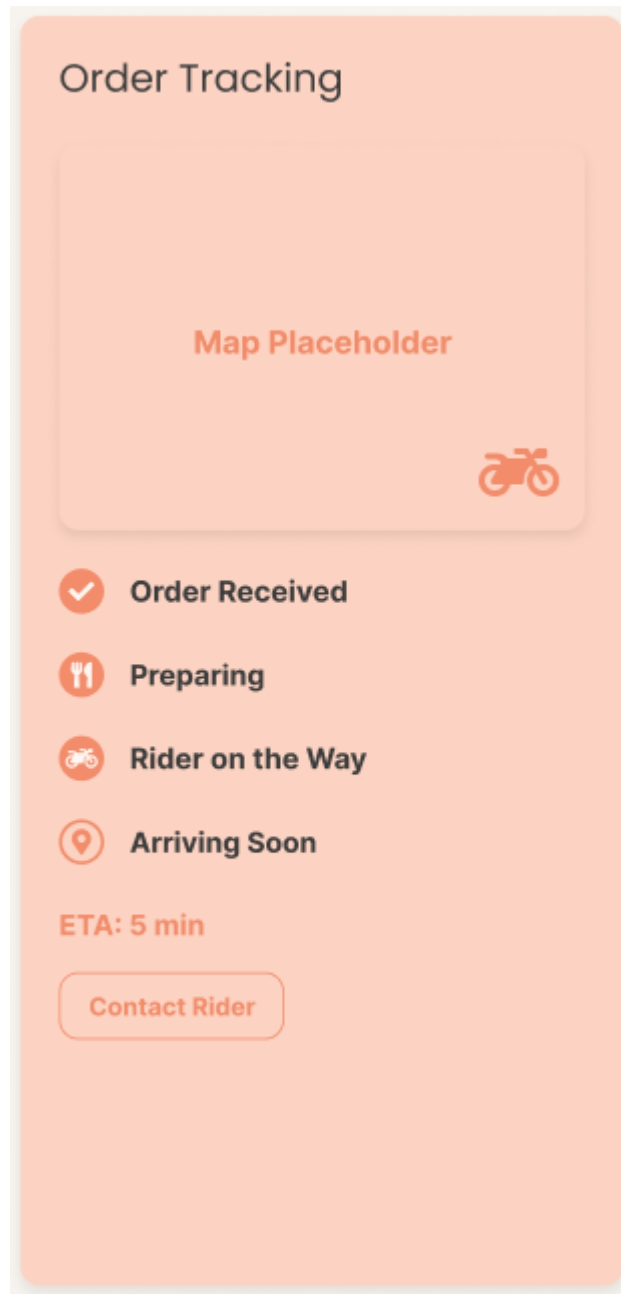 Order Tracking
Map Placeholder
Order Received
Preparing
Rider on the Way
Arriving Soon
ETA: 5 min
Contact Rider